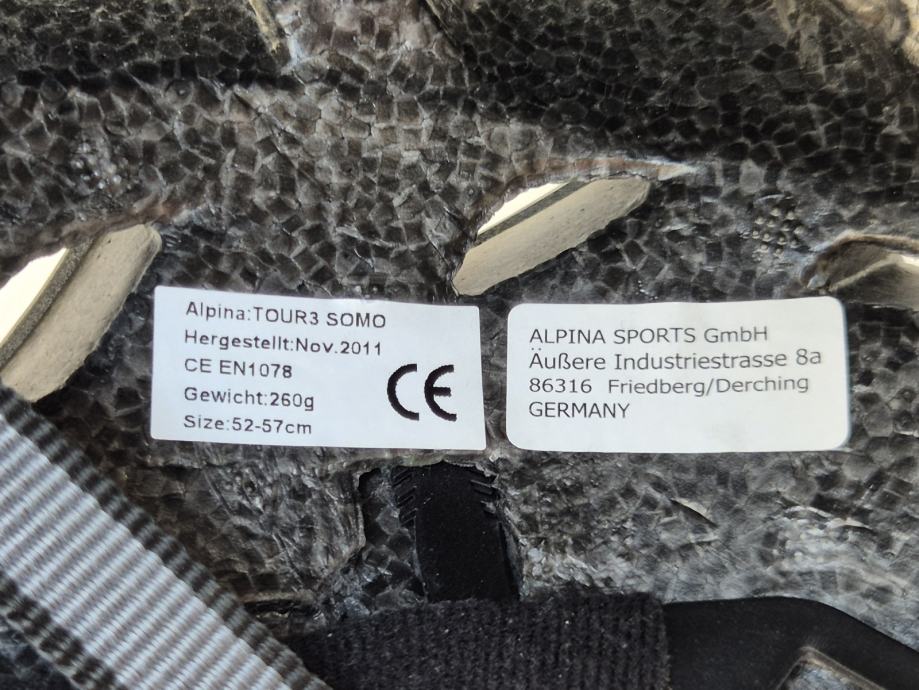 Alpina:TOUR3 SOMO
Hergestellt:Nov.2011
CE EN1078
Gewicht:260g
Size:52-57cm
CE
ALPINA SPORTS GmbH
Äußere Industriestrasse 8a
86316 Friedberg/Derching
GERMANY